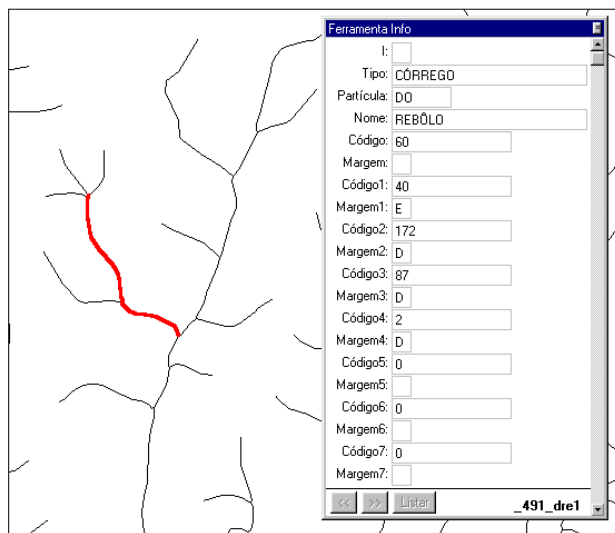 Ferramenta Info
I:
Tipo: CÓRREGO
Partícula: DO
Nome: REBÔLO
Código: 60
Margem:
Código1: 40
Margem1: E
Código2: 172
Margem2: D
Código3: 87
Margem3: D
Código4: 2
Margem4: D
Código5: 0
Margem5:
Código6: 0
Margem6:
Código7: 0
Margem7:
<< >> Listar _491_dre1